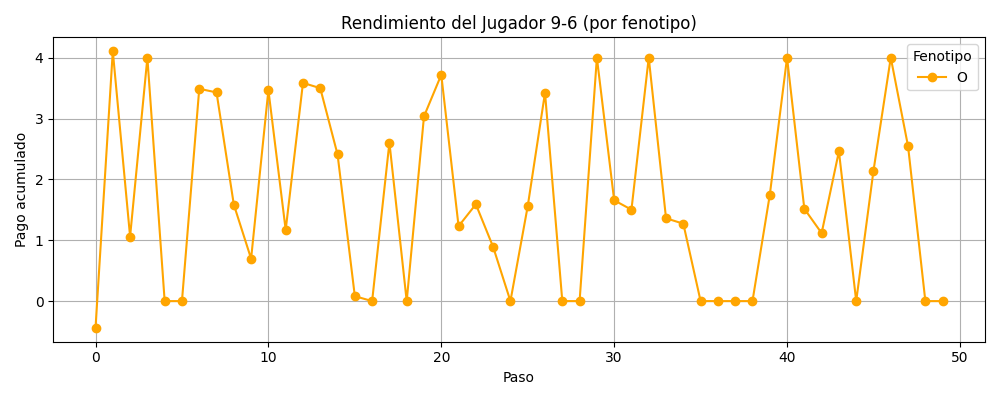 Rendimiento del Jugador 9-6 (por fenotipo)
Fenotipo
O
Pago acumulado
4
3
2
1
0
0 10 20 30 40 50
Paso